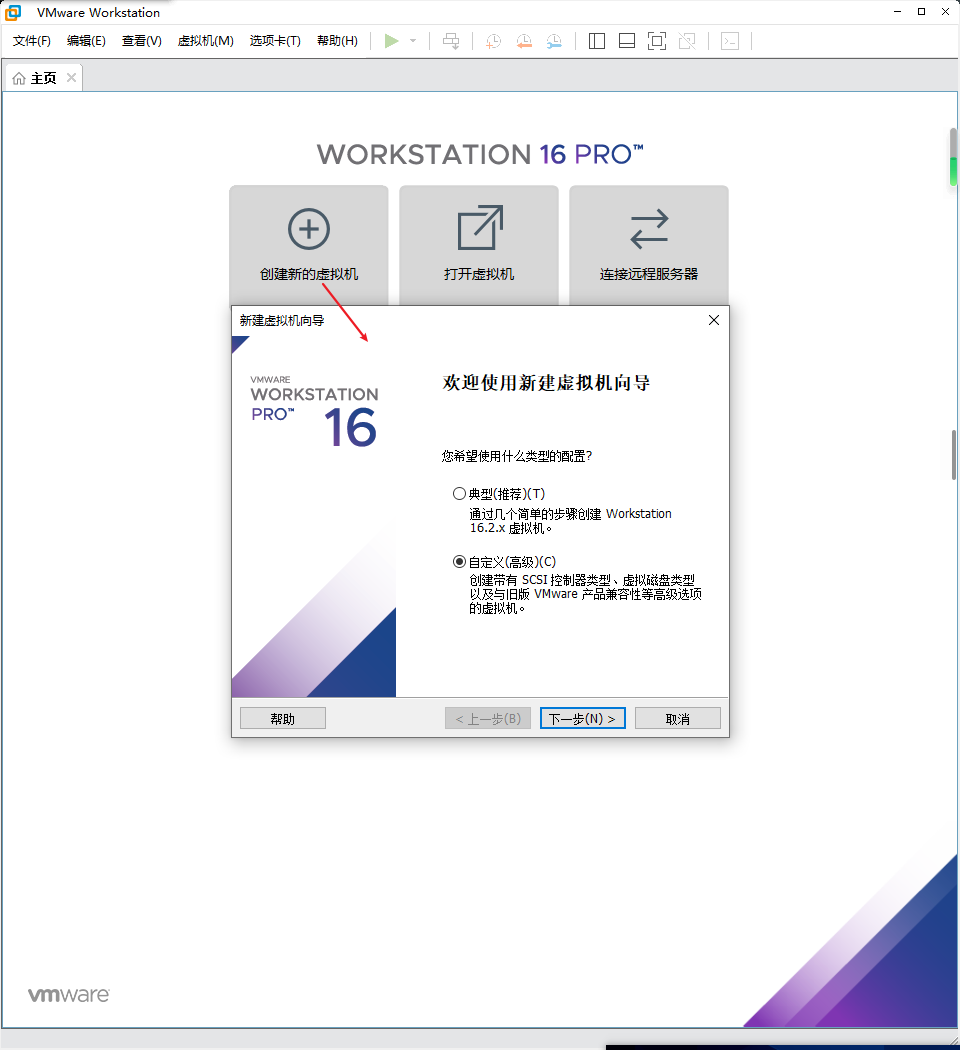 VMware Workstation
文件(F) 编辑(E) 查看(V) 虚拟机(M) 选项卡(T) 帮助(H)
主页
WORKSTATION 16 PRO™
创建新的虚拟机 打开虚拟机 连接远程服务器
新建虚拟机向导
VMWARE
WORKSTATION
PRO™ 16
欢迎使用新建虚拟机向导
您希望使用什么类型的配置?
典型(推荐)(T)
通过几个简单的步骤创建 Workstation
16.2.x 虚拟机。
自定义(高级)(C)
创建带有 SCSI 控制器类型、虚拟磁盘类型
以及与旧版 VMware 产品兼容性等高级选项
的虚拟机。
帮助 < 上一步(B) 下一步(N) > 取消
vmware